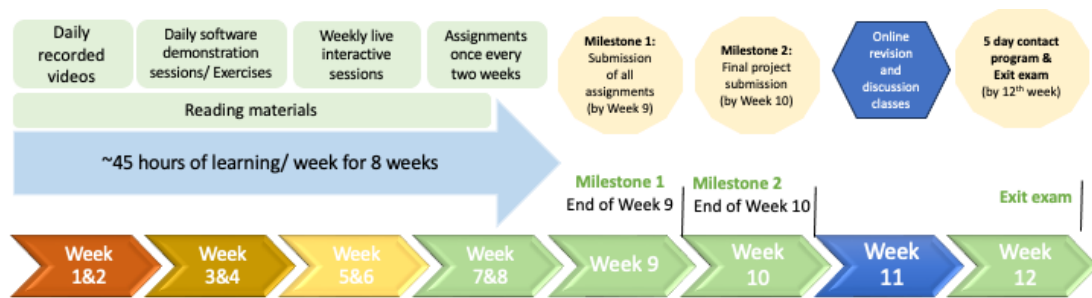 Daily
recorded
videos
Daily software
demonstration
sessions/ Exercises
Weekly live
interactive
sessions
Assignments
once every
two weeks
Reading materials
~45 hours of learning/ week for 8 weeks
Milestone 1:
Submission
of all
assignments
(by Week 9)
Milestone 2:
Final project
submission
(by Week 10)
Online
revision
and
discussion
classes
5 day contact
program &
Exit exam
(by 12th week)
Milestone 1
End of Week 9
Milestone 2
End of Week 10
Exit exam
Week
1&2
Week
3&4
Week
5&6
Week
7&8
Week 9
Week
10
Week
11
Week
12